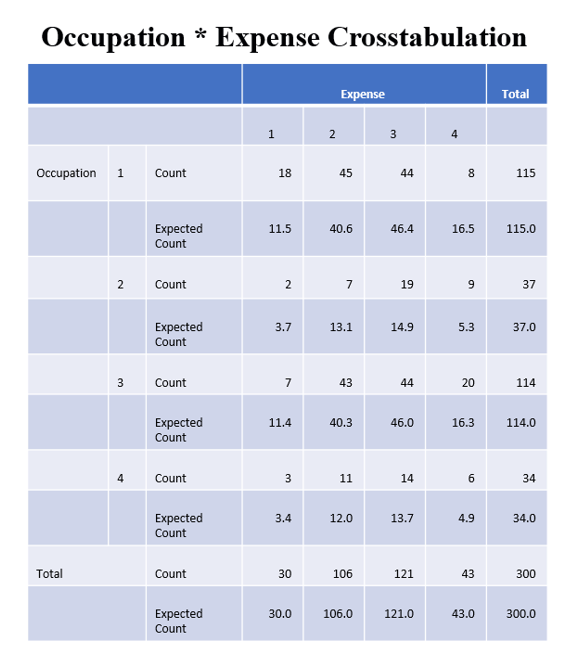 Occupation * Expense Crosstabulation
Expense Total
1 2 3 4
Occupation 1 Count 18 45 44 8 115
Expected Count 11.5 40.6 46.4 16.5 115.0
2 Count 2 7 19 9 37
Expected Count 3.7 13.1 14.9 5.3 37.0
3 Count 7 43 44 20 114
Expected Count 11.4 40.3 46.0 16.3 114.0
4 Count 3 11 14 6 34
Expected Count 3.4 12.0 13.7 4.9 34.0
Total Count 30 106 121 43 300
Expected Count 30.0 106.0 121.0 43.0 300.0